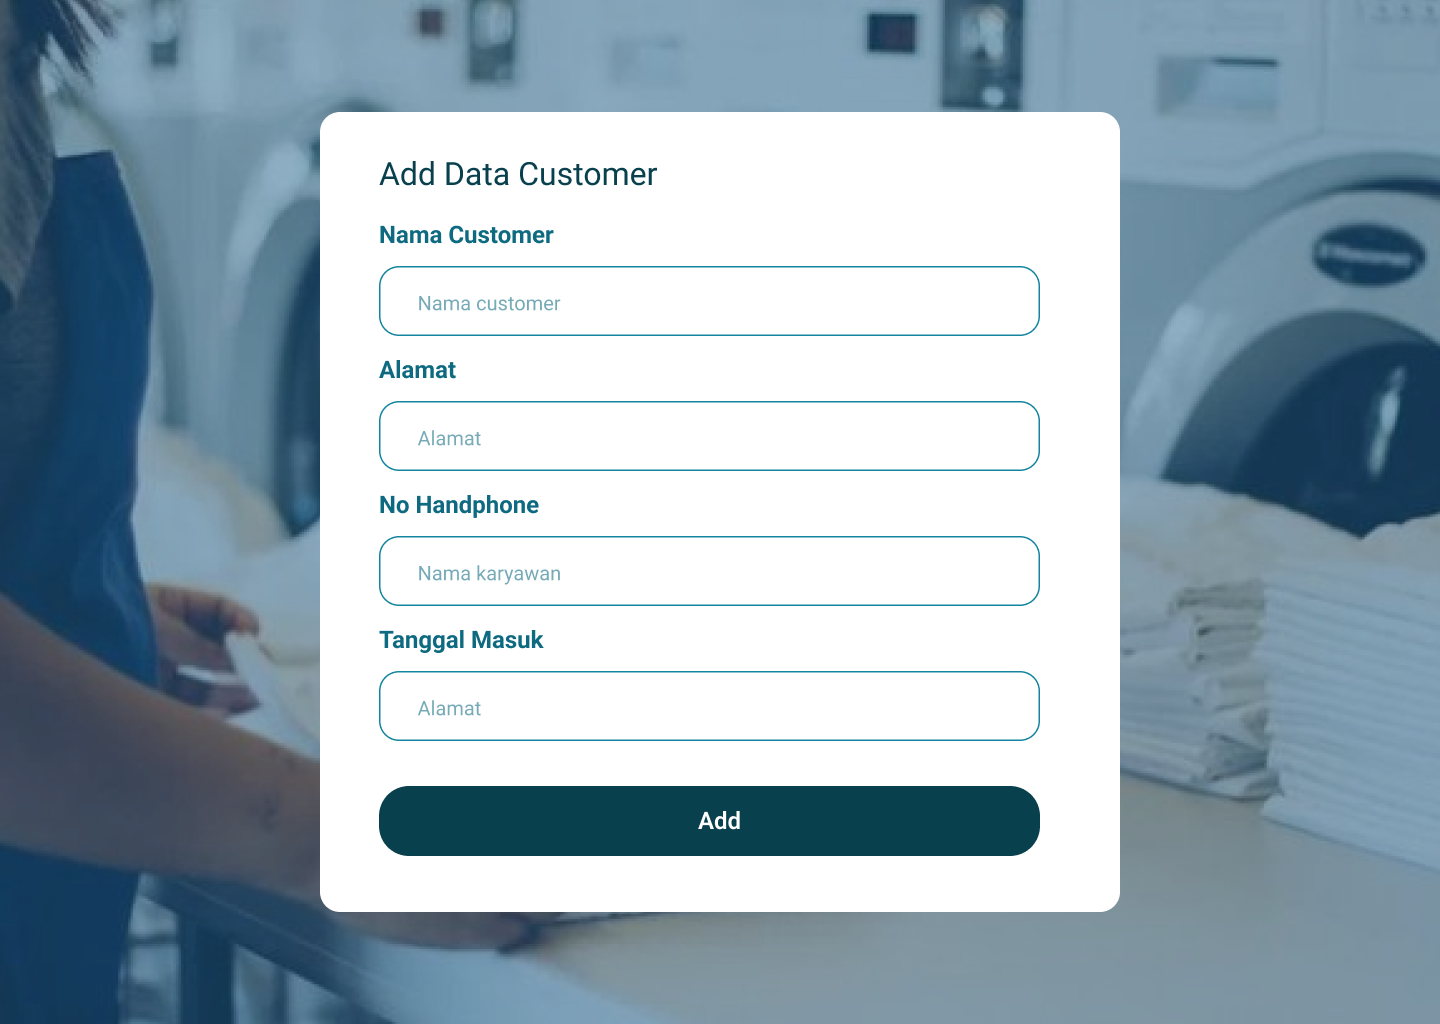 Add Data Customer
Nama Customer
Nama customer
Alamat
Alamat
No Handphone
Nama karyawan
Tanggal Masuk
Alamat
Add